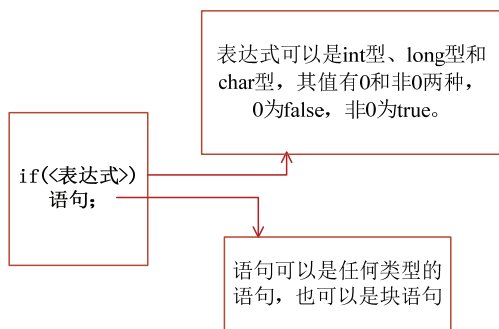 表达式可以是int型、long型和
char型，其值有0和非0两种，
0为false，非0为true。
if(<表达式>)
语句；
语句可以是任何类型的
语句，也可以是块语句